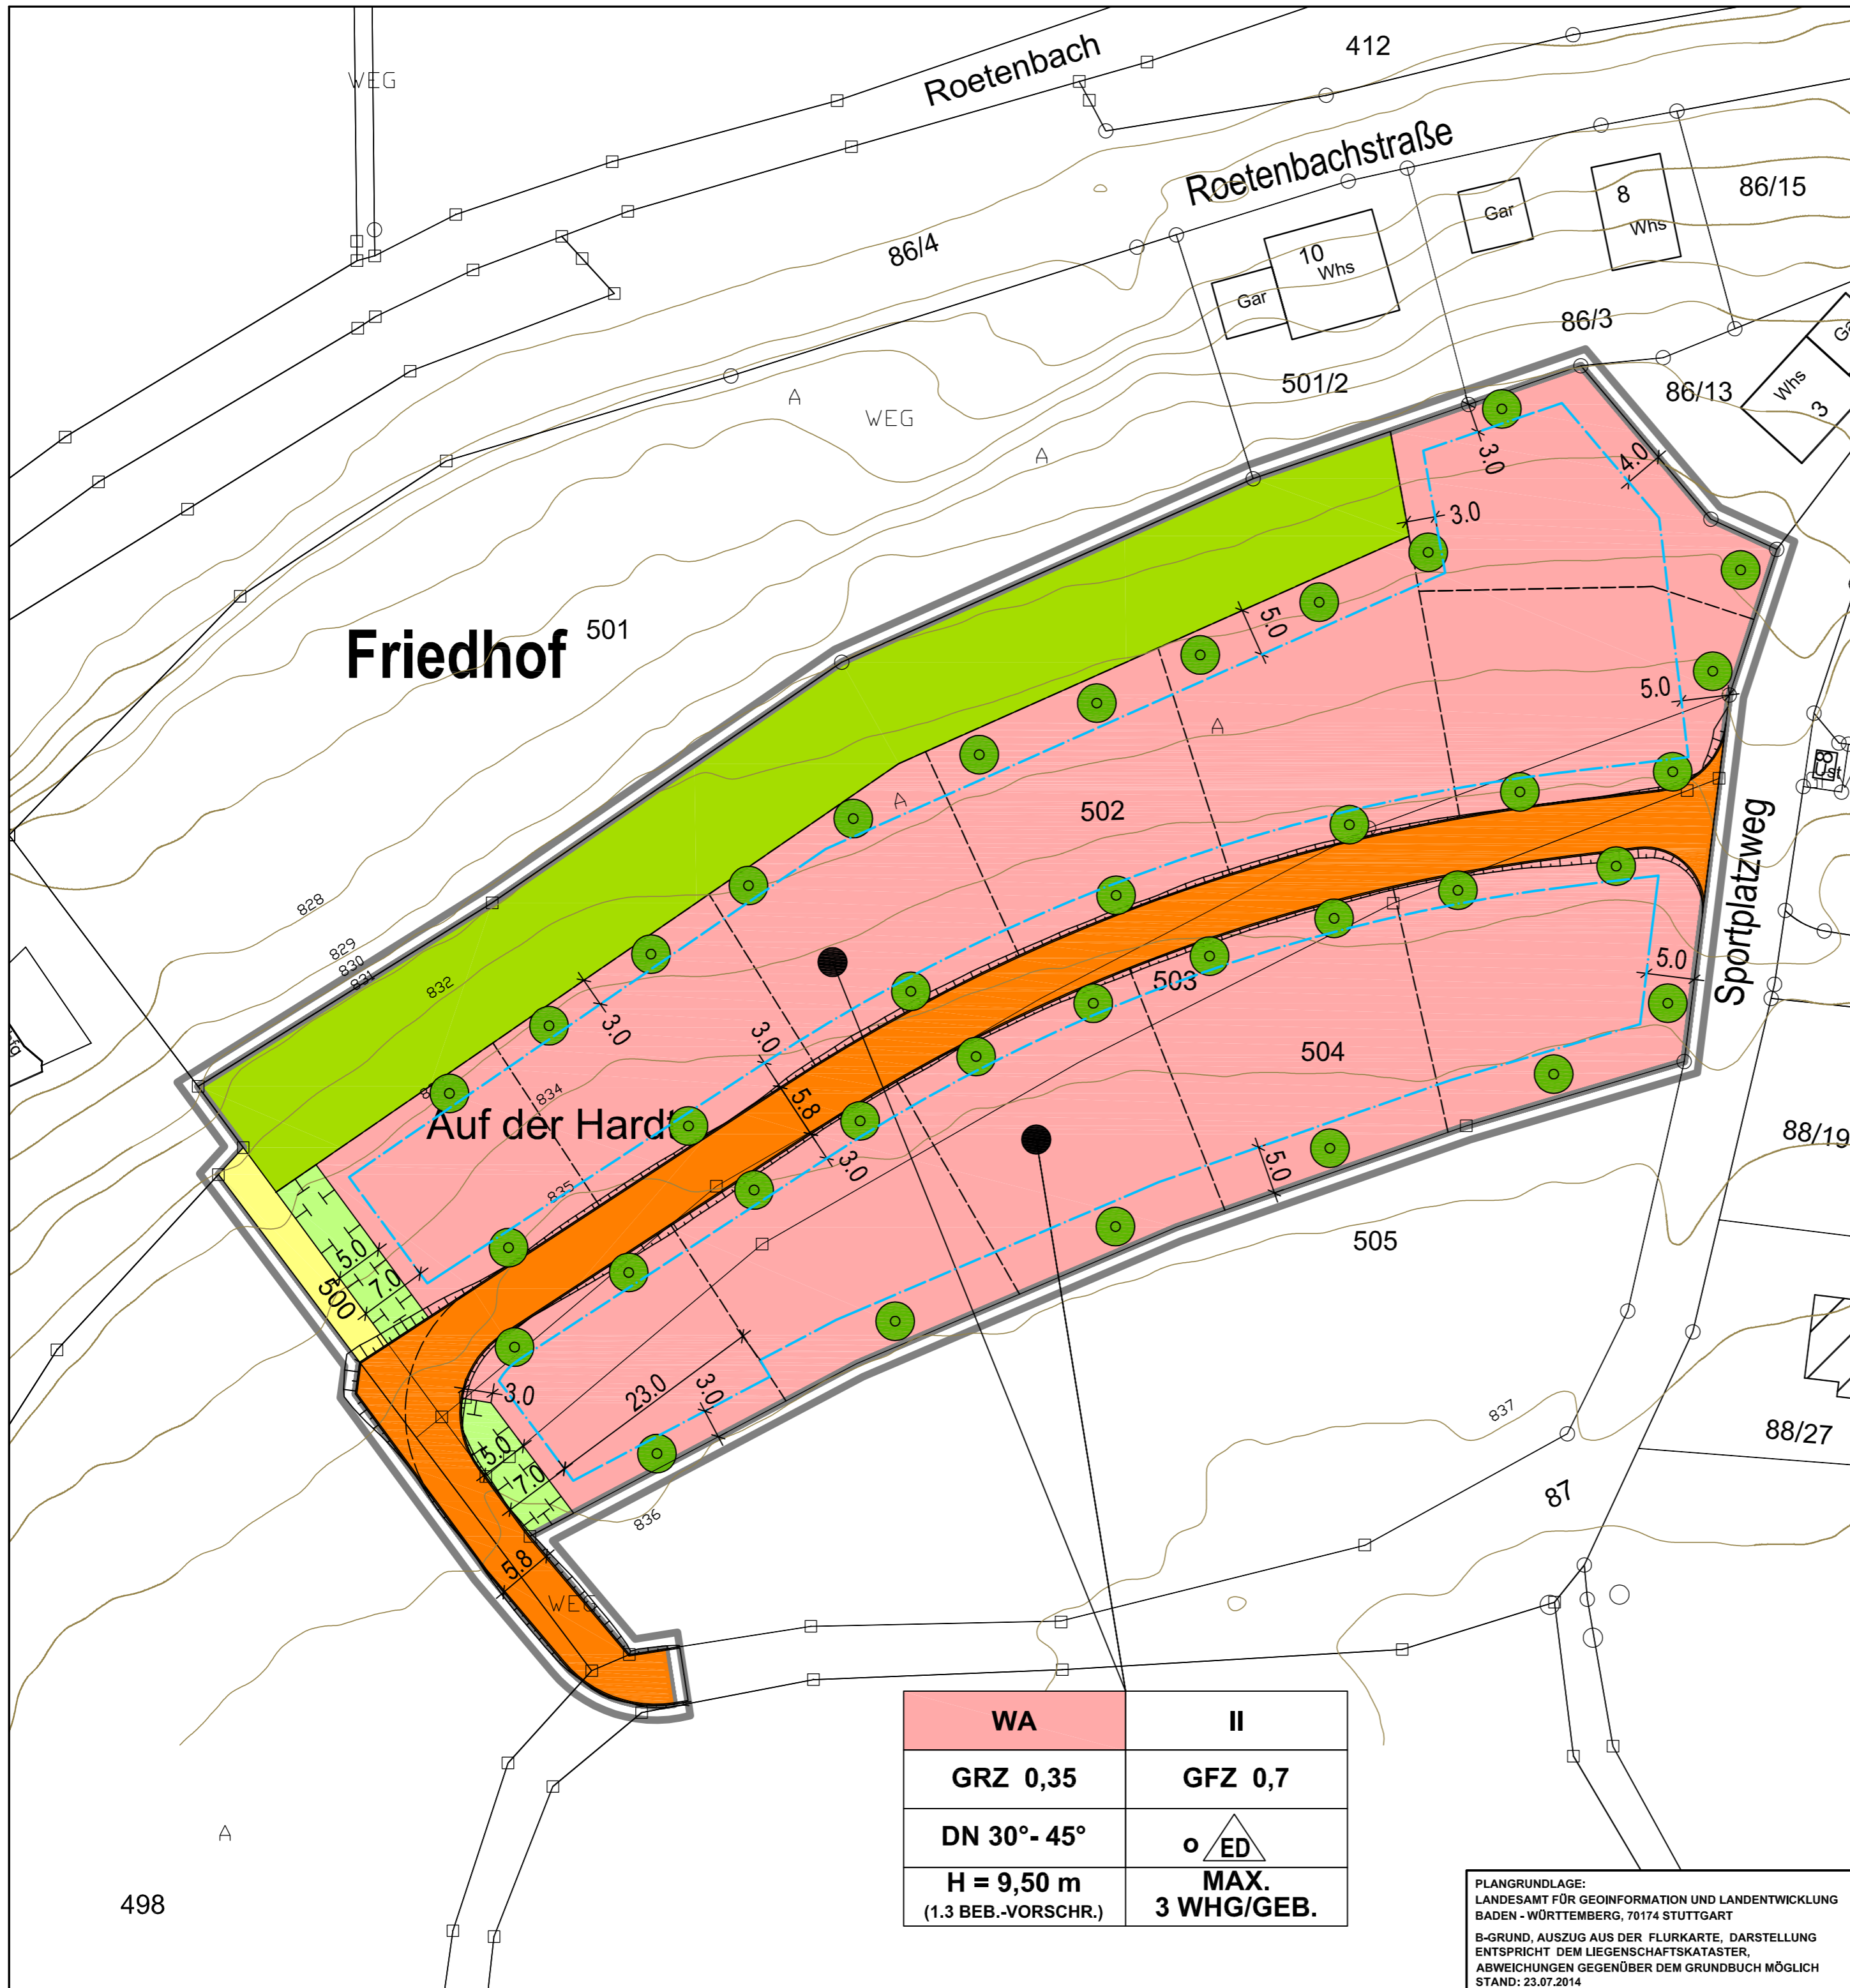 WEG
Roetenbach
412
Roetenbachstraße
86/15
8
Whs
Gar
10
Whs
Gar
86/4
86/3
501/2
86/13
Whs
3
A
WEG
A
3.0
4.0
3.0
Friedhof
501
5.0
5.0
A
502
A
Sportplatzweg
828
829
830
831
832
503
5.0
504
3.0
3.0
5.8
3.0
834
Auf der Hardt
835
5.0
505
88/19
5.0
7.0
500
3.0
23.0
3.0
5.0
7.0
836
837
88/27
87
5.8
WEG
WA
II
GRZ 0,35
GFZ 0,7
DN 30°- 45°
o ED
H = 9,50 m
(1.3 BEB.-VORSCHR.)
MAX.
3 WHG/GEB.
A
498
PLANGRUNDLAGE:
LANDESAMT FÜR GEOINFORMATION UND LANDENTWICKLUNG
BADEN - WÜRTTEMBERG, 70174 STUTTGART
B-GRUND, AUSZUG AUS DER FLURKARTE, DARSTELLUNG
ENTSPRICHT DEM LIEGENSCHAFTSKATASTER,
ABWEICHUNGEN GEGENÜBER DEM GRUNDBUCH MÖGLICH
STAND: 23.07.2014